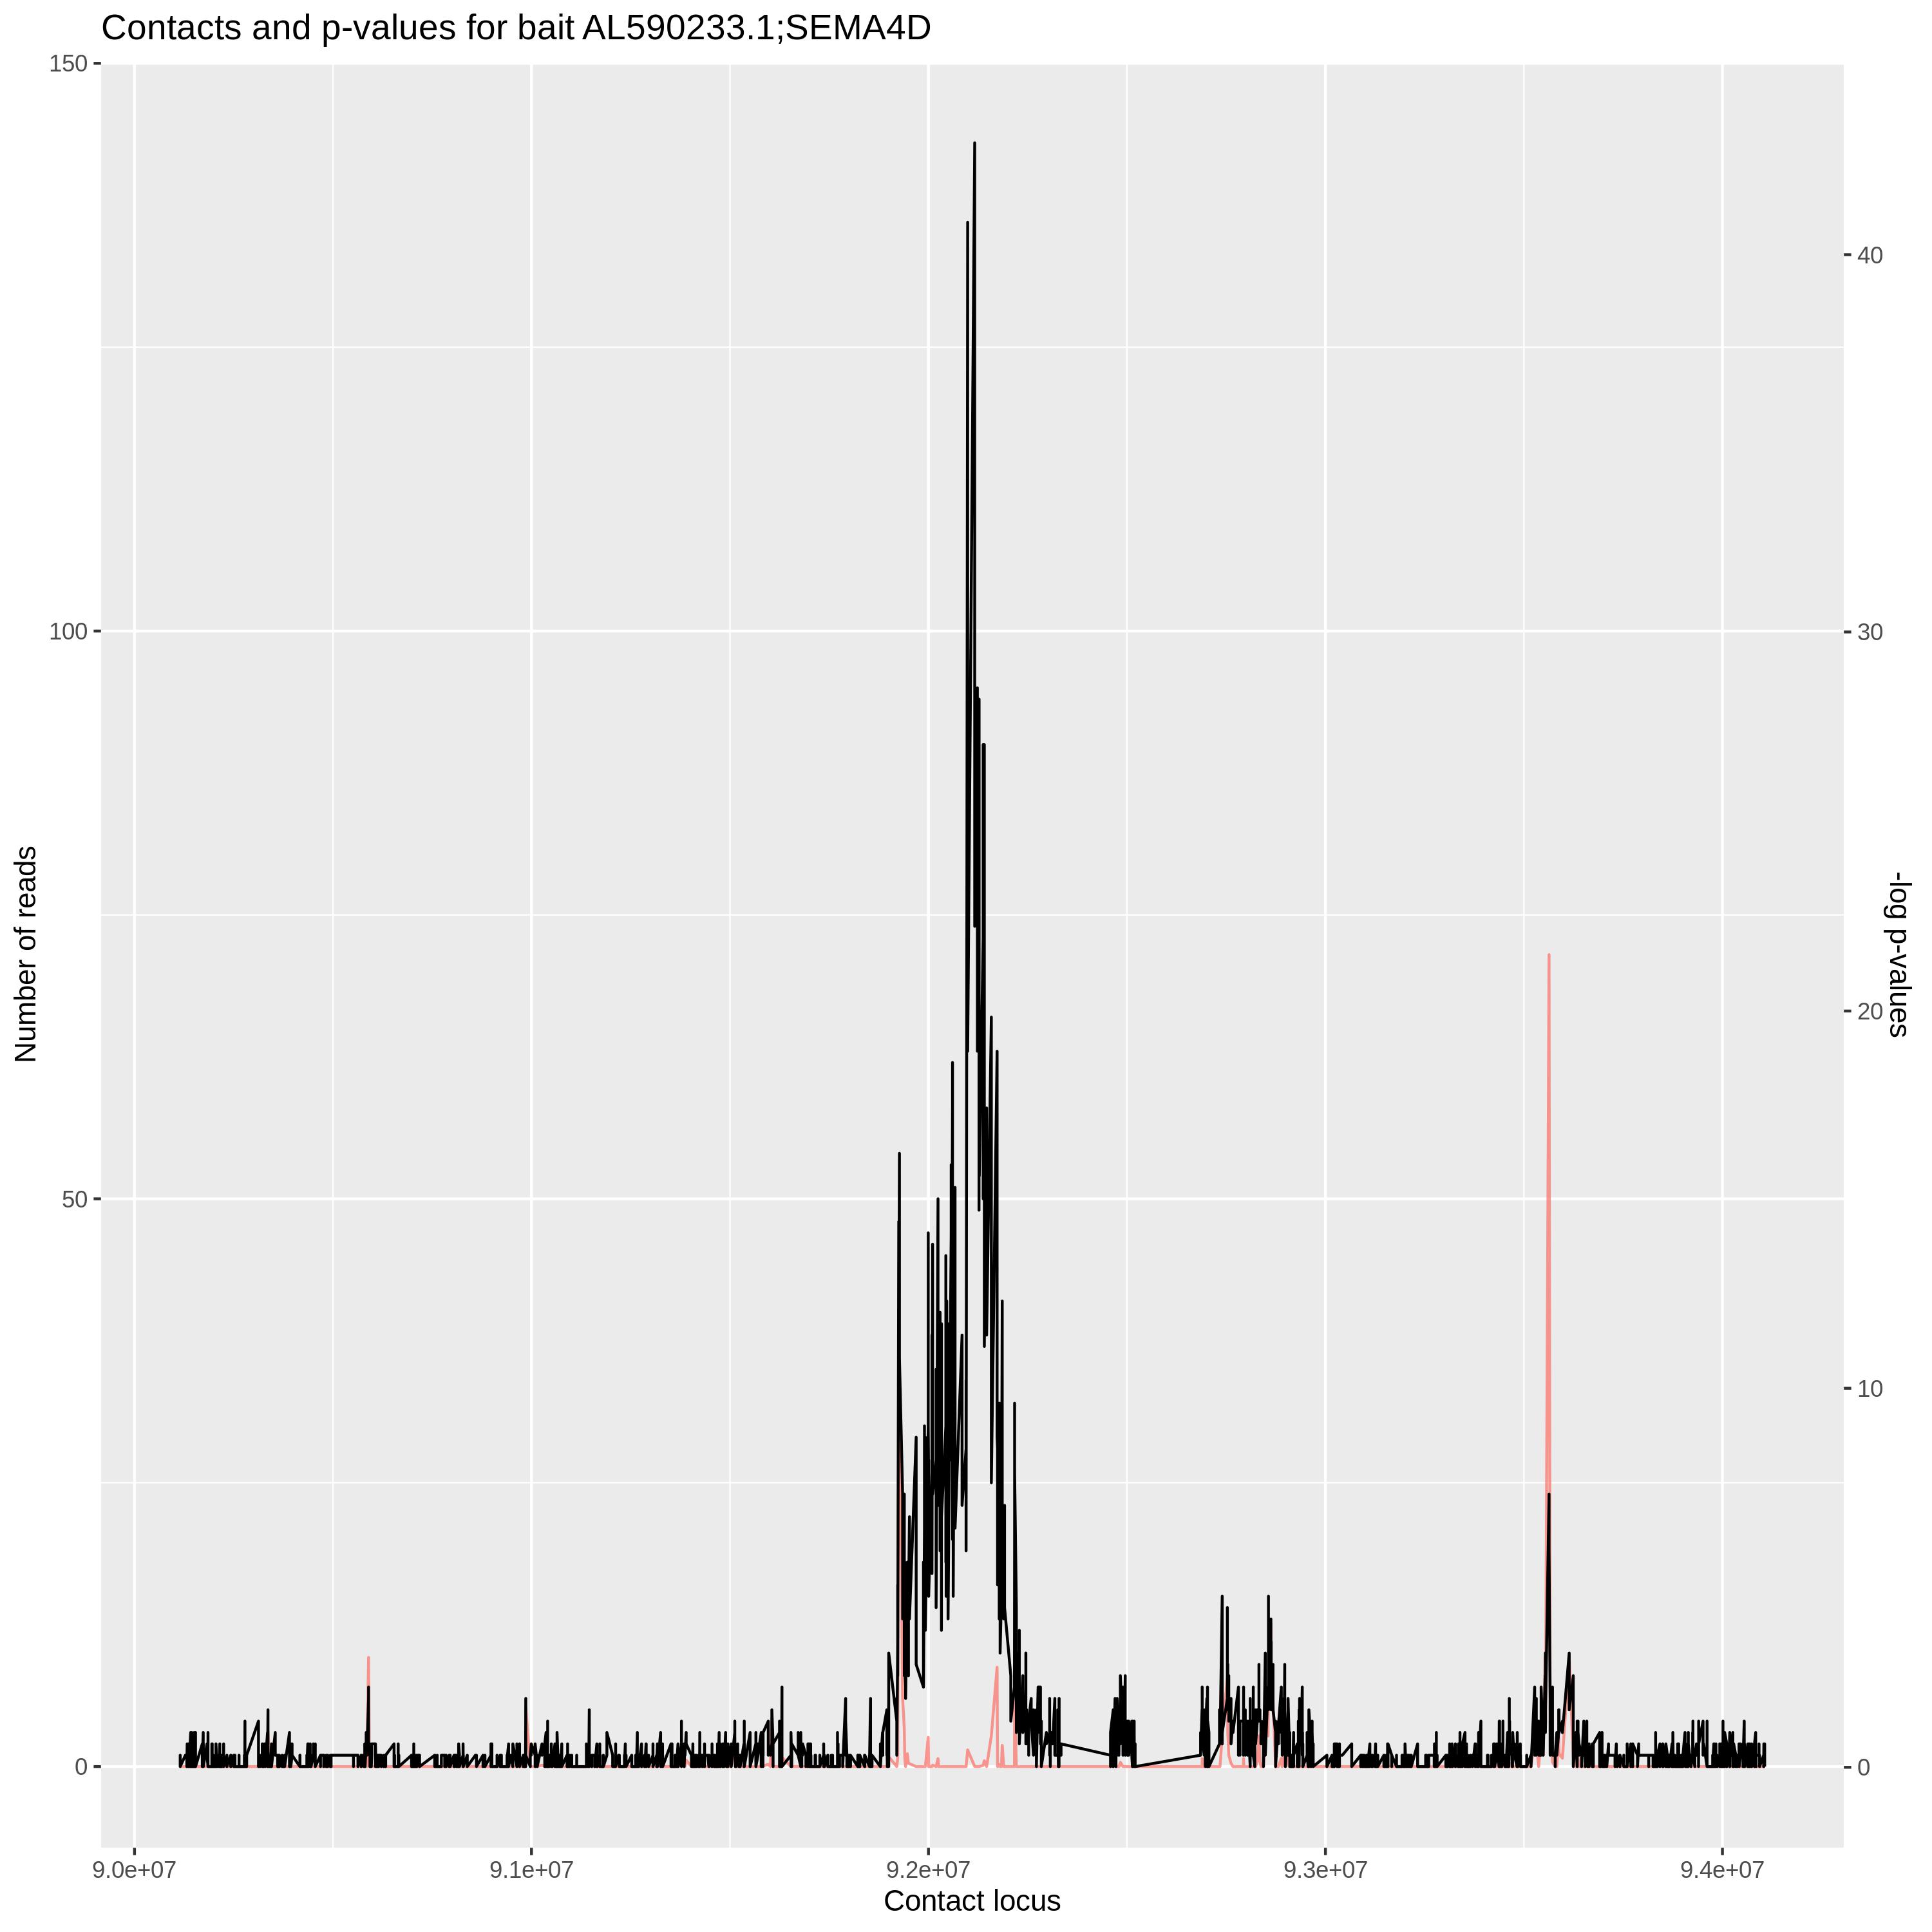 Contacts and p-values for bait AL590233.1;SEMA4D
150
100
50
0
Number of reads
40
30
20
10
0
-log p-values
9.0e+07
9.1e+07
9.2e+07
9.3e+07
9.4e+07
Contact locus